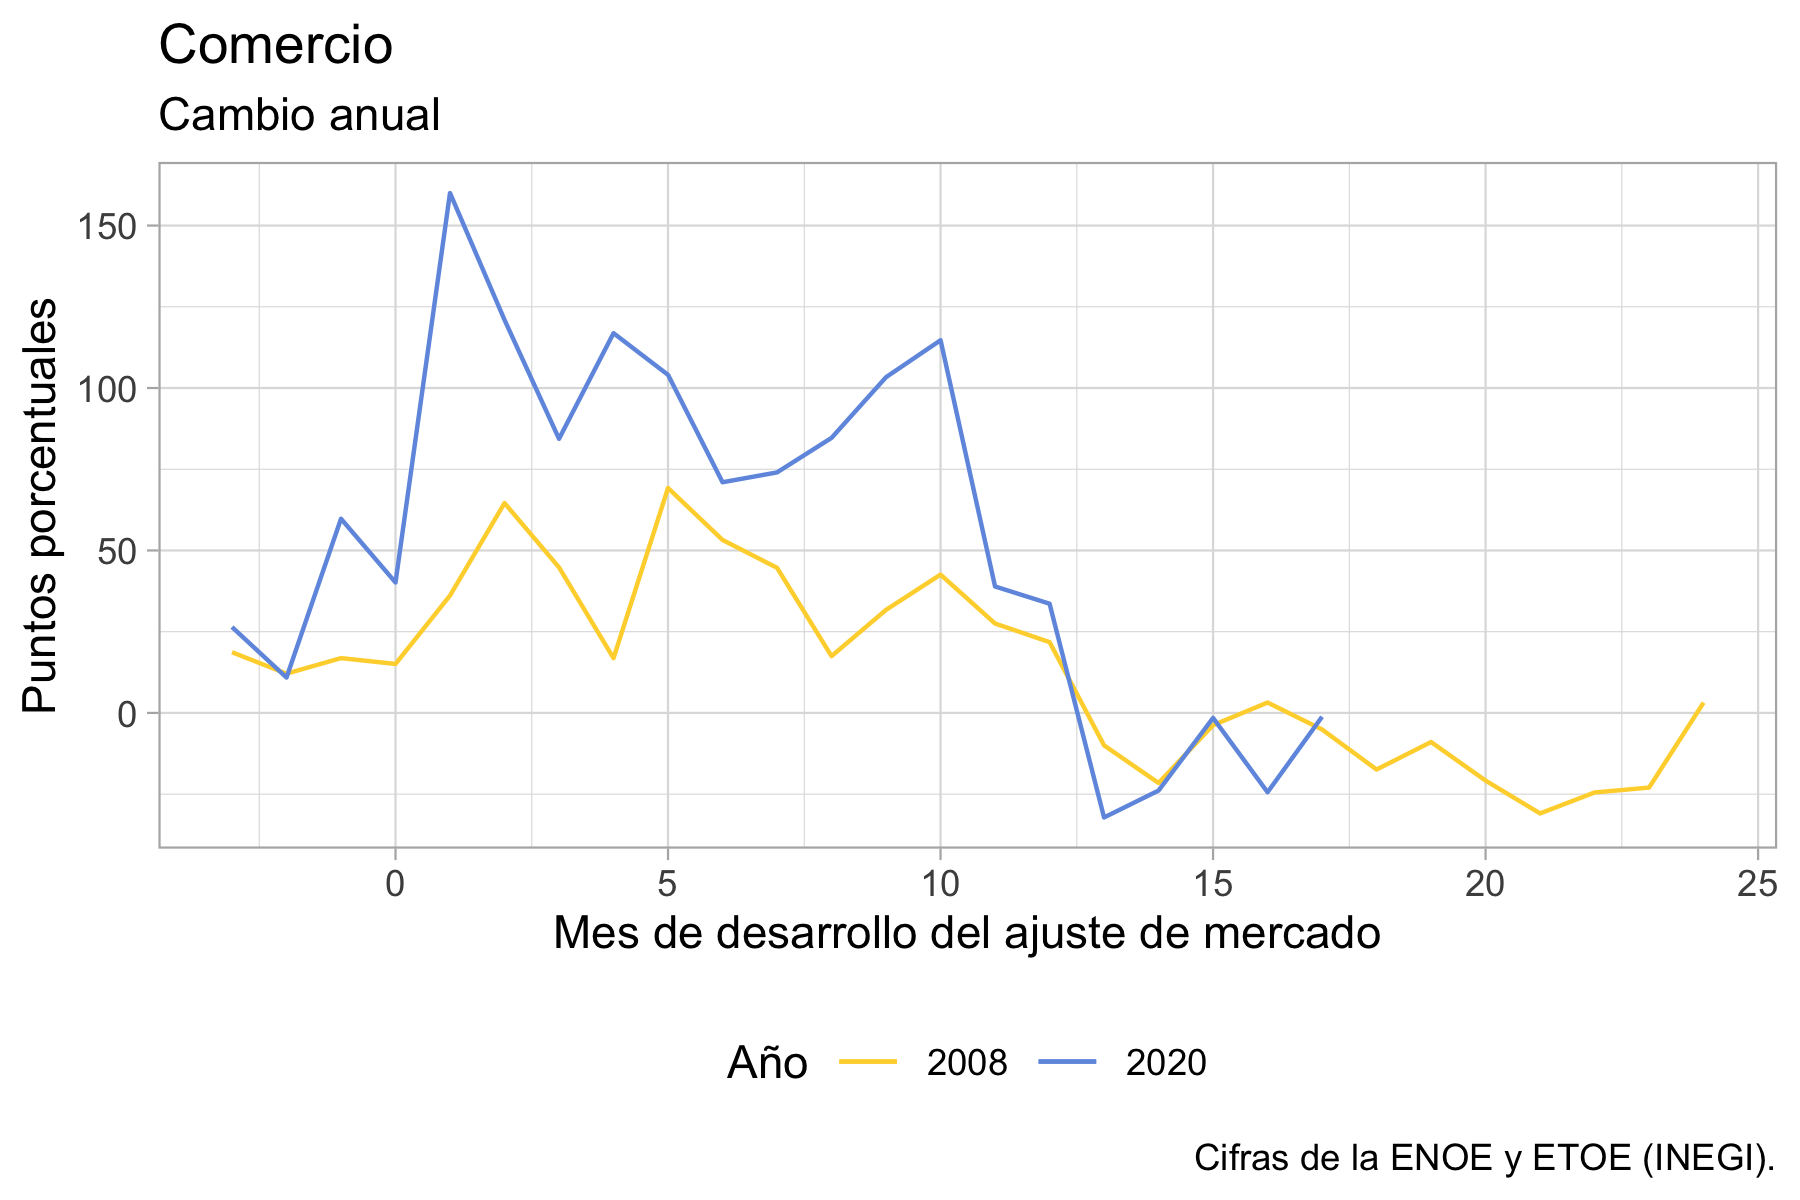 Comercio
Cambio anual
Puntos porcentuales
150
100
50
0
0 5 10 15 20 25
Mes de desarrollo del ajuste de mercado
Año 2008 2020
Cifras de la ENOE y ETOE (INEGI).